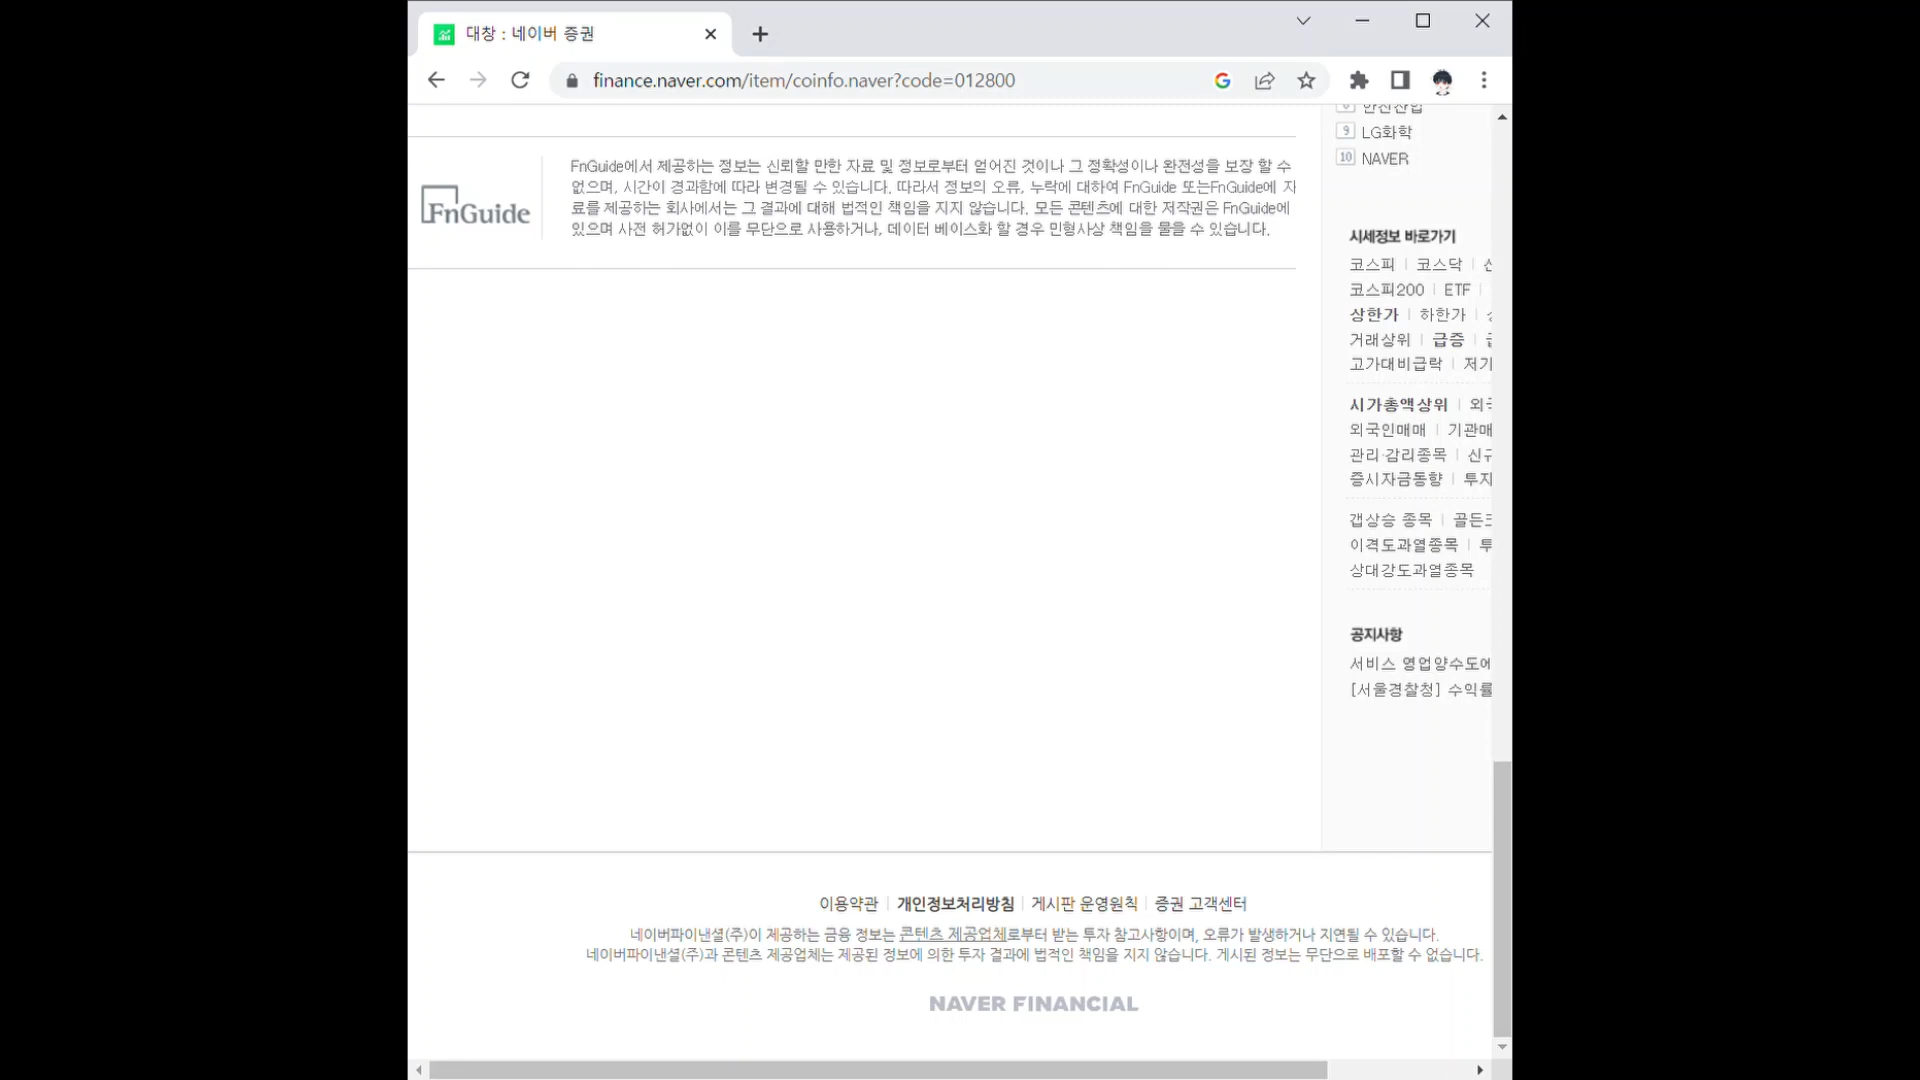 대창 : 네이버 증권
finance.naver.com/item/coinfo.naver?code=012800
9 LG화학
10 NAVER
FnGuide
FnGuide에서 제공하는 정보는 신뢰할 만한 자료 및 정보로부터 얻어진 것이나 그 정확성이나 완전성을 보장 할 수
없으며, 시간이 경과함에 따라 변경될 수 있습니다. 따라서 정보의 오류, 누락에 대하여 FnGuide 또는FnGuide에 자
료를 제공하는 회사에서는 그 결과에 대해 법적인 책임을 지지 않습니다. 모든 콘텐츠에 대한 저작권은 FnGuide에
있으며 사전 허가없이 이를 무단으로 사용하거나, 데이터 베이스화 할 경우 민형사상 책임을 물을 수 있습니다.
시세정보 바로가기
코스피 | 코스닥 |
코스피200 | ETF |
상한가 | 하한가 |
거래상위 | 급증 |
고가대비급락 |
시가총액상위 |
외국인매매 |
관리·감리종목 |
증시자금동향 |
갭상승 종목 |
이격도과열종목 |
상대강도과열종목
공지사항
서비스 영업양수도에
[서울경찰청] 수익률
이용약관 | 개인정보처리방침 | 게시판 운영원칙 | 증권 고객센터
네이버파이낸셜(주)이 제공하는 금융 정보는 콘텐츠 제공업체로부터 받는 투자 참고사항이며, 오류가 발생하거나 지연될 수 있습니다.
네이버파이낸셜(주)과 콘텐츠 제공업체는 제공된 정보에 의한 투자 결과에 법적인 책임을 지지 않습니다. 게시된 정보는 무단으로 배포할 수 없습니다.
NAVER FINANCIAL